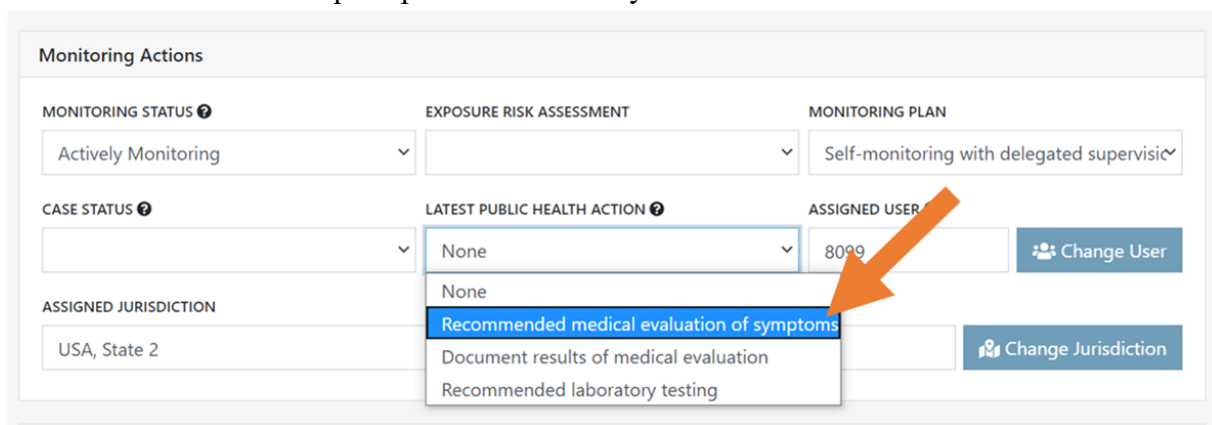 Monitoring Actions
MONITORING STATUS
EXPOSURE RISK ASSESSMENT
MONITORING PLAN
Actively Monitoring
Self-monitoring with delegated supervisic
CASE STATUS
LATEST PUBLIC HEALTH ACTION
ASSIGNED USER
None
8099
Change User
None
ASSIGNED JURISDICTION
Recommended medical evaluation of symptoms
USA, State 2
Document results of medical evaluation
Change Jurisdiction
Recommended laboratory testing